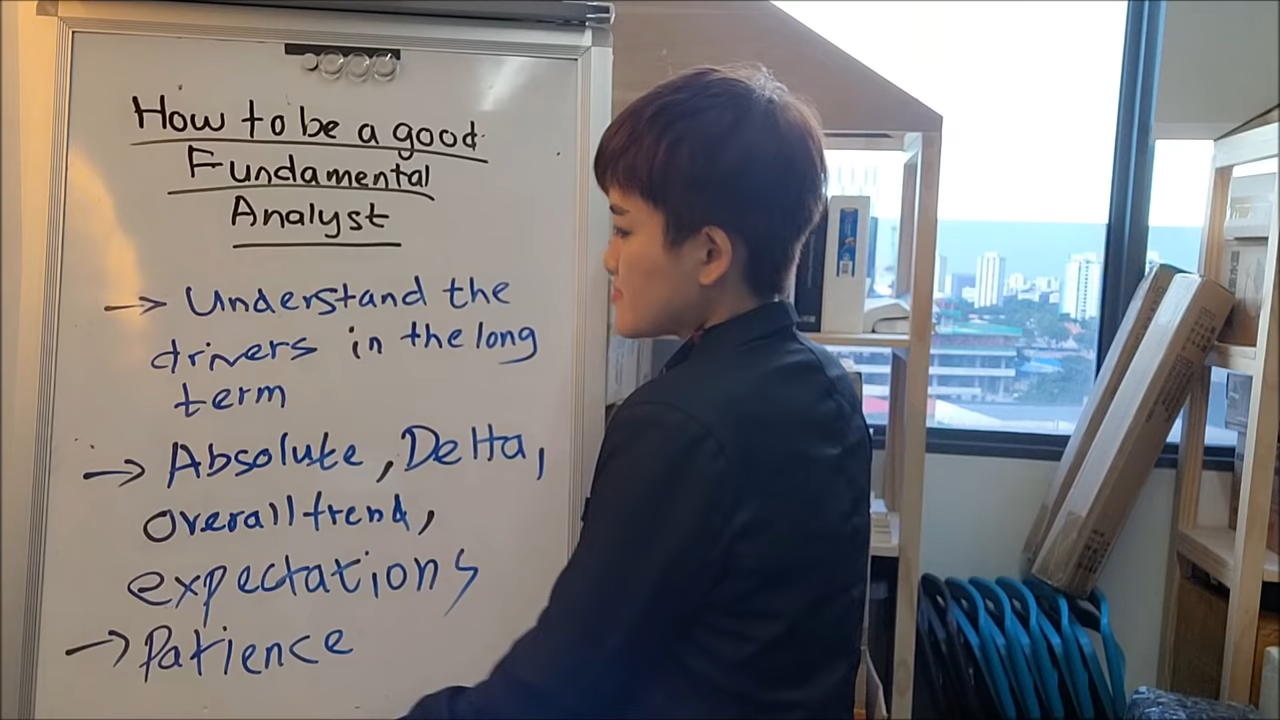 How to be a good
Fundamental
Analyst
→ Understand the
drivers in the long
term
→ Absolute, Delta,
overall trend,
expectations
→ Patience